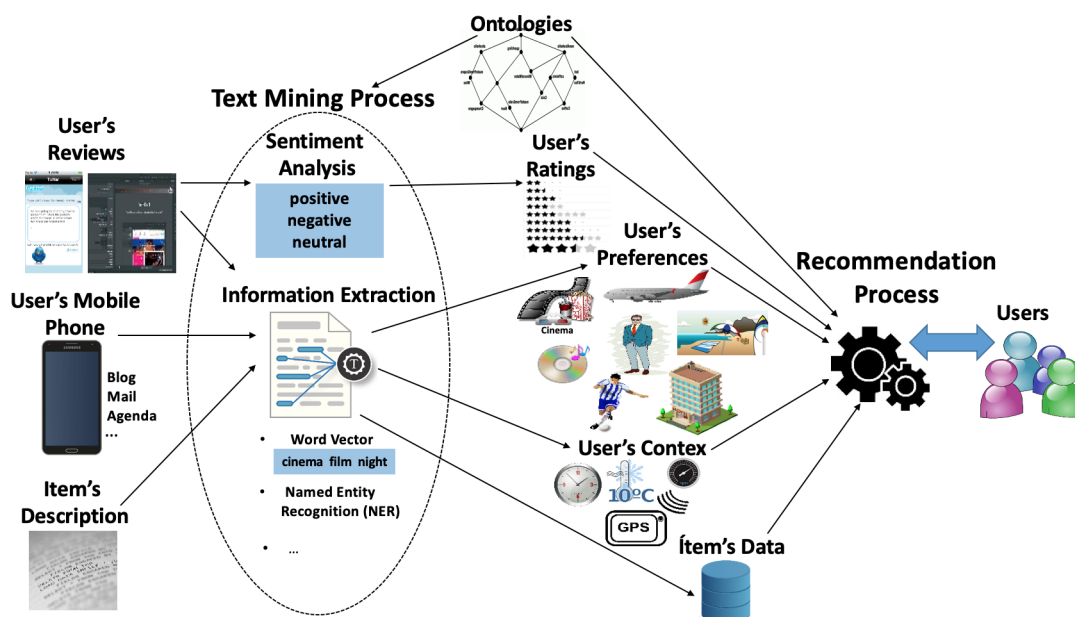 Ontologies
Text Mining Process
User's
Reviews
Sentiment
Analysis
positive
negative
neutral
User's
Ratings
User's
Preferences
Cinema
Recommendation
Process
Users
User's Mobile
Phone
Blog
Mail
Agenda
...
Information Extraction
• Word Vector
cinema film night
• Named Entity
Recognition (NER)
• ...
Item's
Description
User's Contex
10ºC
GPS
Ítem's Data